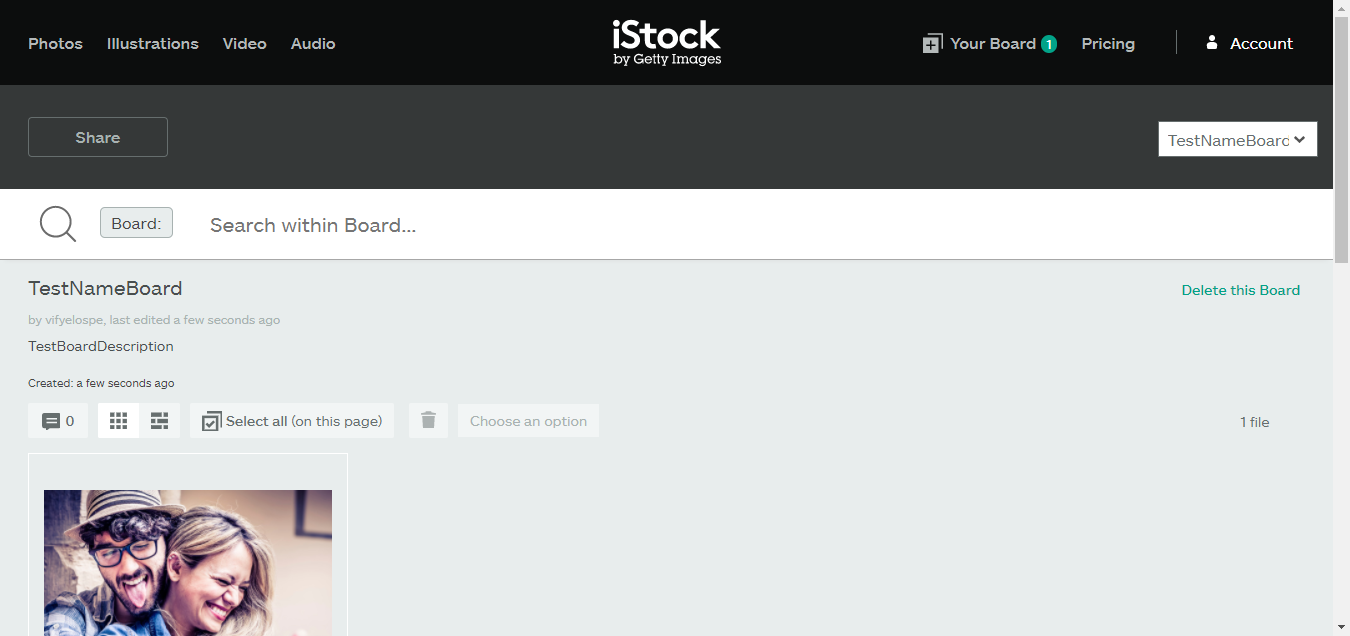 Photos Illustrations Video Audio
iStock
by Getty Images
Your Board 1 Pricing Account
Share
TestNameBoard
Board: Search within Board...
TestNameBoard
Delete this Board
by vifyelospe, last edited a few seconds ago
TestBoardDescription
Created: a few seconds ago
0 Select all (on this page) Choose an option 1 file